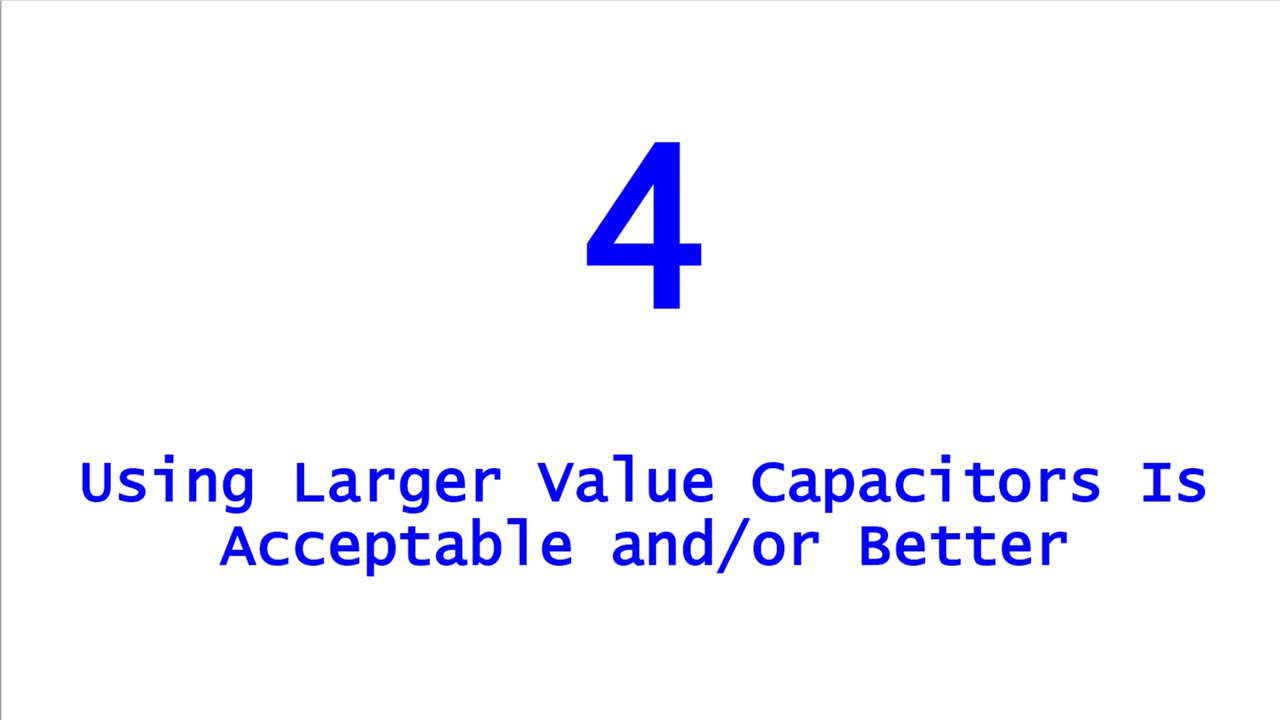 4
Using Larger Value Capacitors Is
Acceptable and/or Better